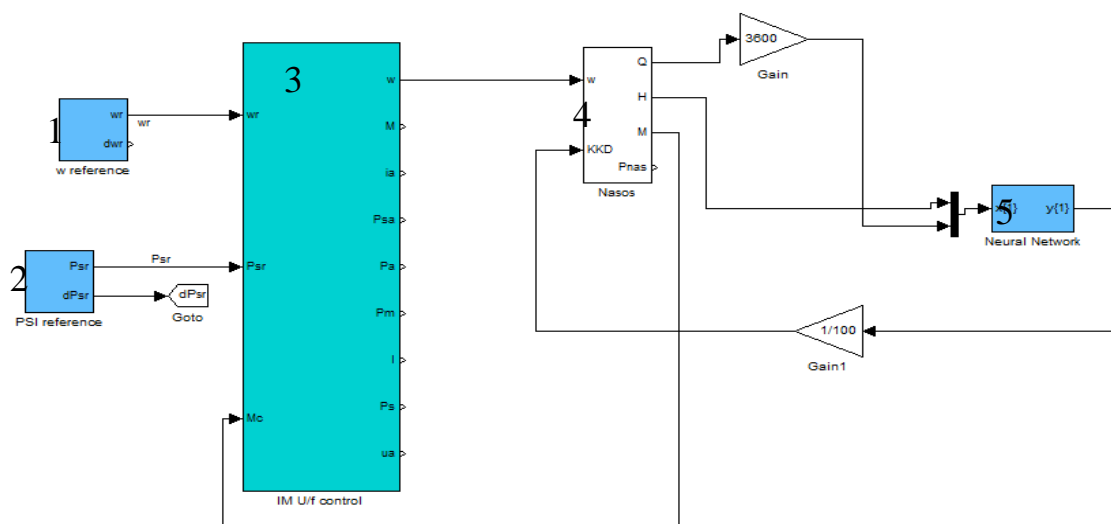 1
wr
dwr
w reference
wr
2
Psr
dPsr
PSI reference
Psr
dPsr
Goto
3
wr
Psr
Mc
w
M
ia
Psa
Pa
Pm
I
Ps
ua
IM U/f control
4
w
KKD
Q
H
M
Pnas
Nasos
3600
Gain
5
x{1}
y{1}
Neural Network
1/100
Gain1